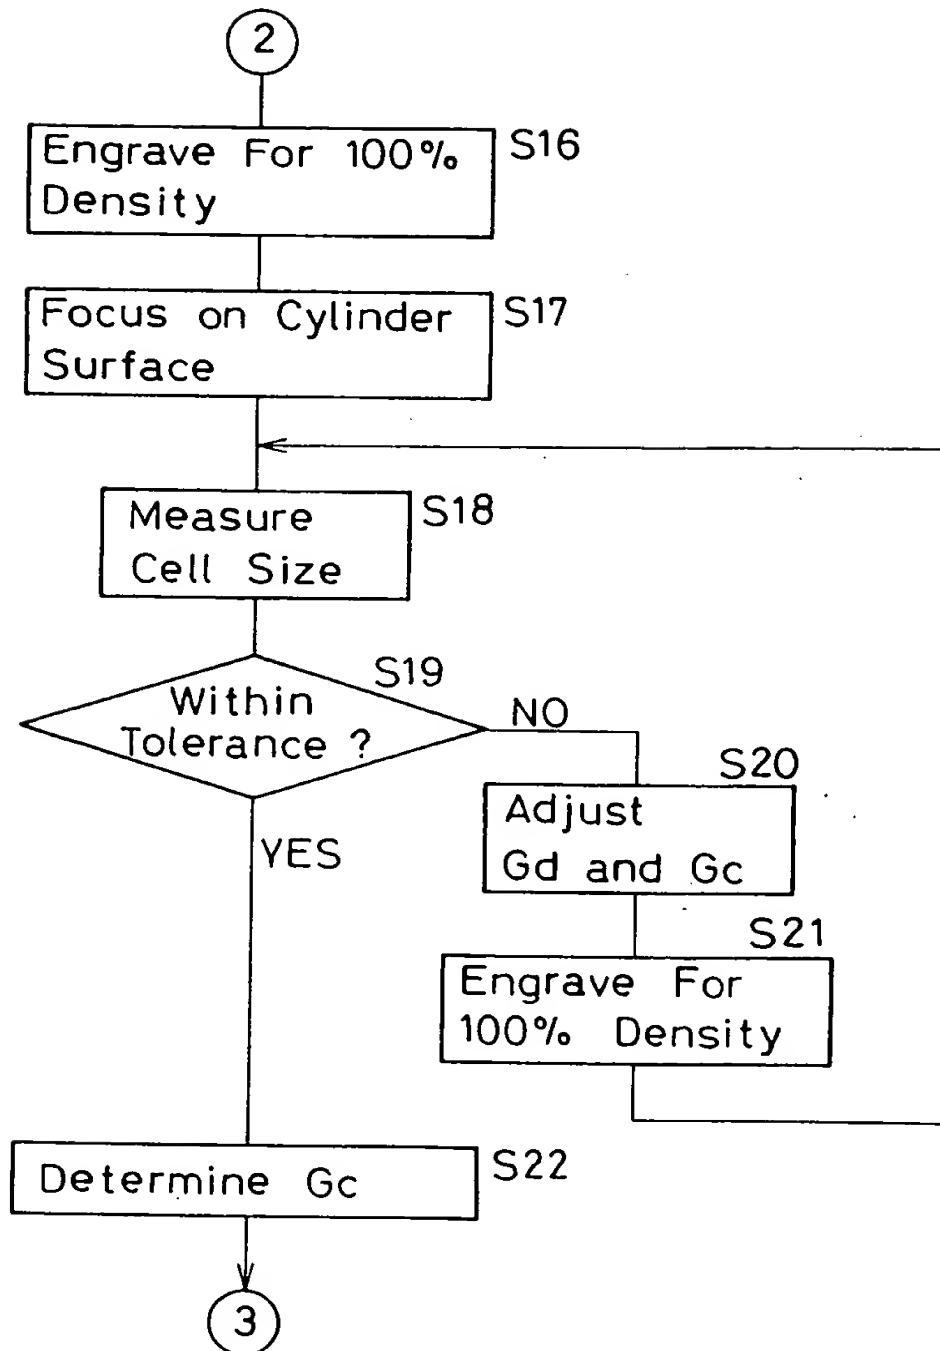 2
Engrave For 100%
Density
S16
Focus on Cylinder
Surface
S17
Measure
Cell Size
S18
Within
Tolerance ?
S19
NO
YES
S20
Adjust
Gd and Gc
S21
Engrave For
100% Density
Determine Gc
S22
3